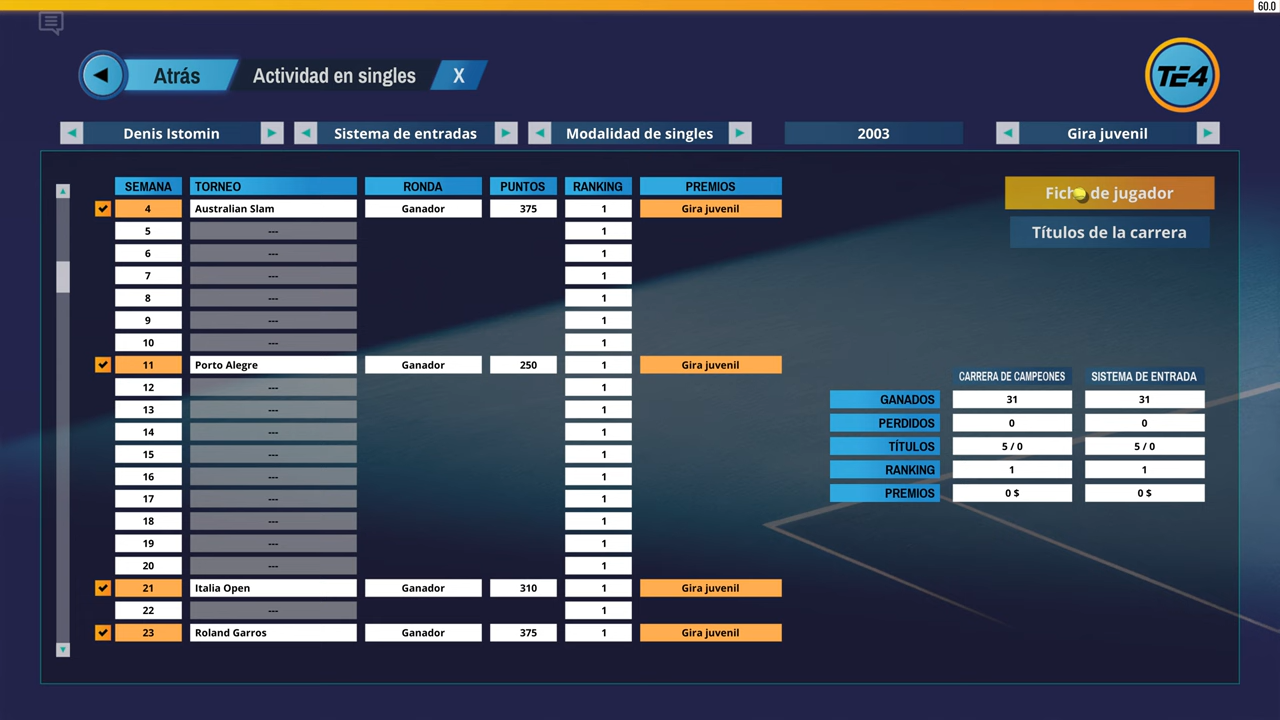 60.0
Atrás Actividad en singles X
TE4
Denis Istomin Sistema de entradas Modalidad de singles 2003 Gira juvenil
SEMANA TORNEO RONDA PUNTOS RANKING PREMIOS
4 Australian Slam Ganador 375 1 Gira juvenil
5 --- 1
6 --- 1
7 --- 1
8 --- 1
9 --- 1
10 --- 1
11 Porto Alegre Ganador 250 1 Gira juvenil
12 --- 1
13 --- 1
14 --- 1
15 --- 1
16 --- 1
17 --- 1
18 --- 1
19 --- 1
20 --- 1
21 Italia Open Ganador 310 1 Gira juvenil
22 --- 1
23 Roland Garros Ganador 375 1 Gira juvenil
Ficha de jugador
Títulos de la carrera
CARRERA DE CAMPEONES SISTEMA DE ENTRADA
GANADOS 31 31
PERDIDOS 0 0
TÍTULOS 5 / 0 5 / 0
RANKING 1 1
PREMIOS 0 $ 0 $